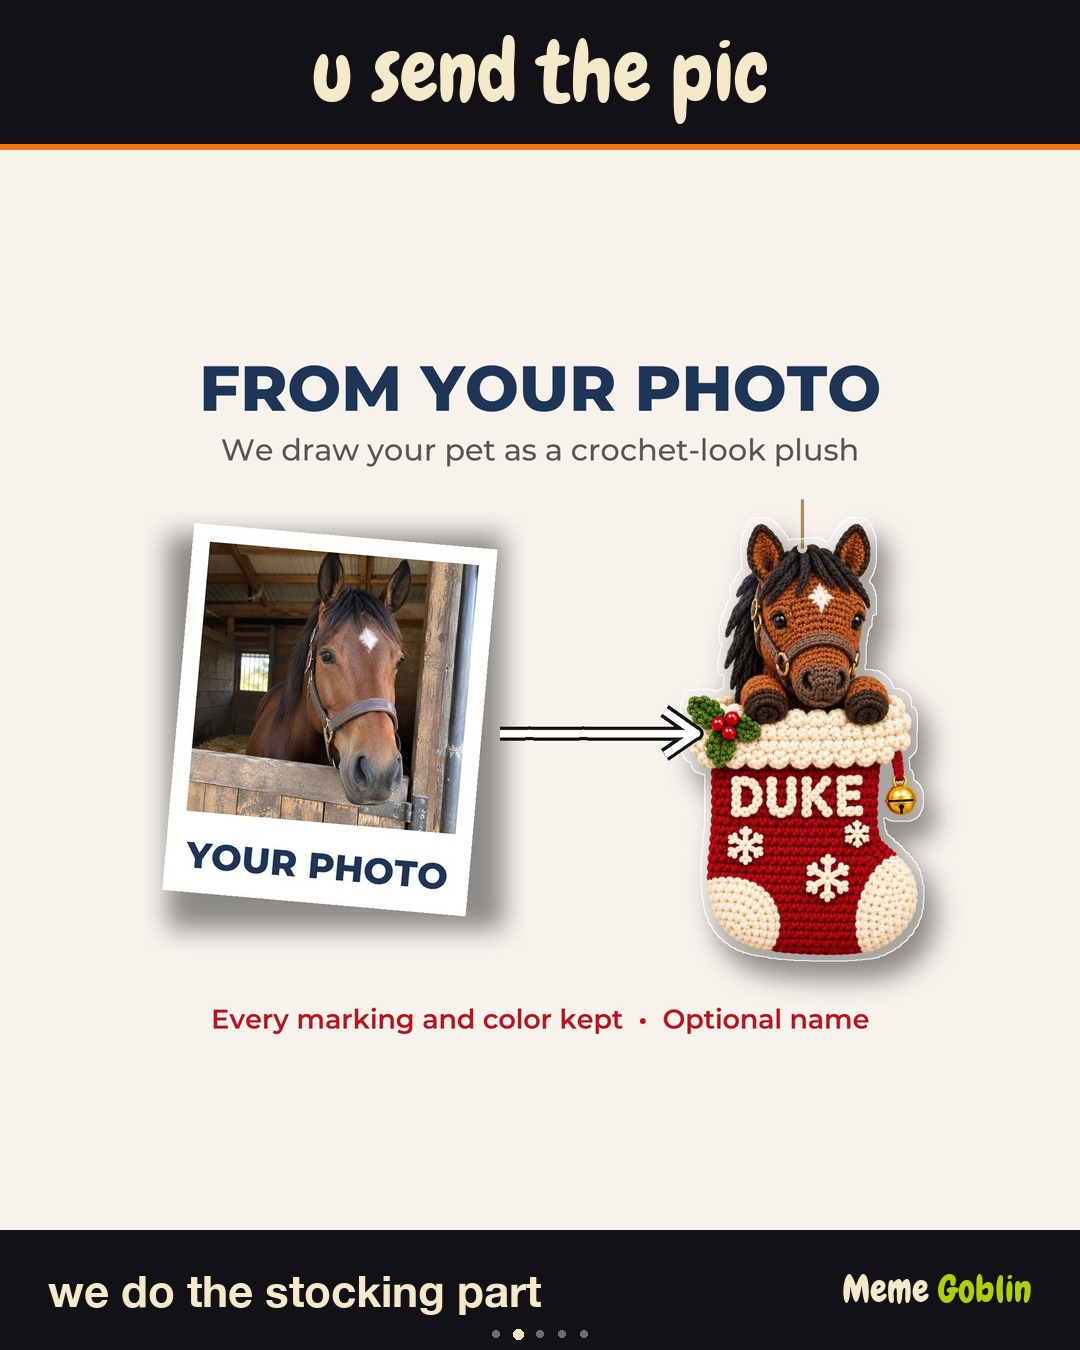 u send the pic
FROM YOUR PHOTO
We draw your pet as a crochet-look plush
YOUR PHOTO
DUKE
Every marking and color kept • Optional name
we do the stocking part
Meme Goblin